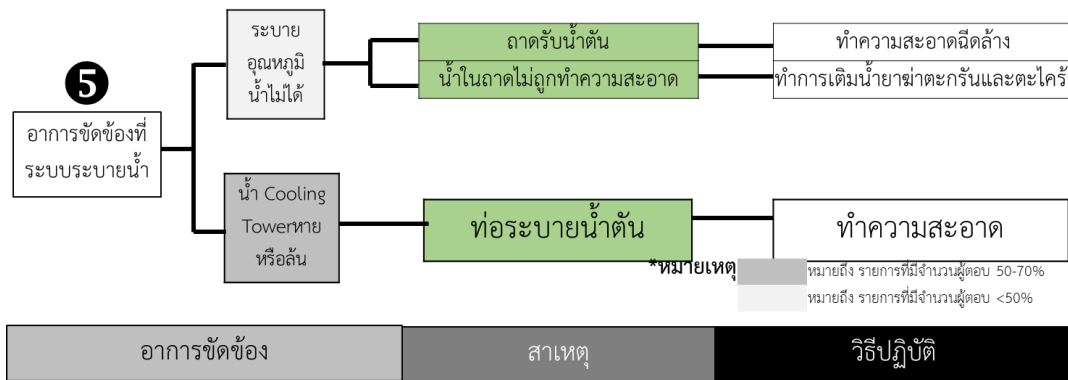 5
อาการขัดข้องที่
ระบบระบายน้ำ
ระบาย
อุณหภูมิ
น้ำไม่ได้
ถาดรับน้ำตัน
ทำความสะอาดฉีดล้าง
น้ำในถาดไม่ถูกทำความสะอาด
ทำการเติมน้ำยาฆ่าตะกรันและตะไคร้
น้ำ Cooling
Towerหาย
หรือล้น
ท่อระบายน้ำตัน
ทำความสะอาด
*หมายเหตุ
หมายถึง รายการที่มีจำนวนผู้ตอบ 50-70%
หมายถึง รายการที่มีจำนวนผู้ตอบ <50%
อาการขัดข้อง
สาเหตุ
วิธีปฏิบัติ